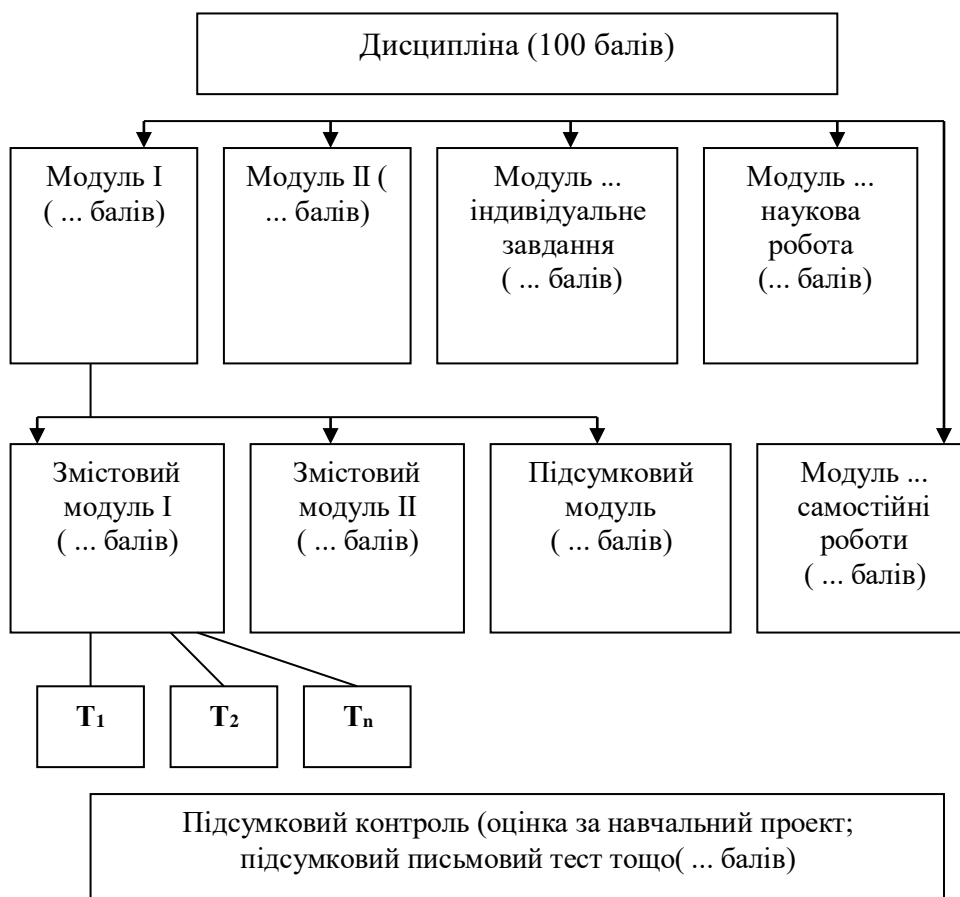 Дисципліна (100 балів)
Модуль I
( ... балів)
Модуль II (
... балів)
Модуль ...
індивідуальне
завдання
( ... балів)
Модуль ...
наукова
робота
(... балів)
Змістовий
модуль I
( ... балів)
Змістовий
модуль II
( ... балів)
Підсумковий
модуль
( ... балів)
Модуль ...
самостійні
роботи
( ... балів)
Т₁
Т₂
Тₙ
Підсумковий контроль (оцінка за навчальний проект;
підсумковий письмовий тест тощо( ... балів)